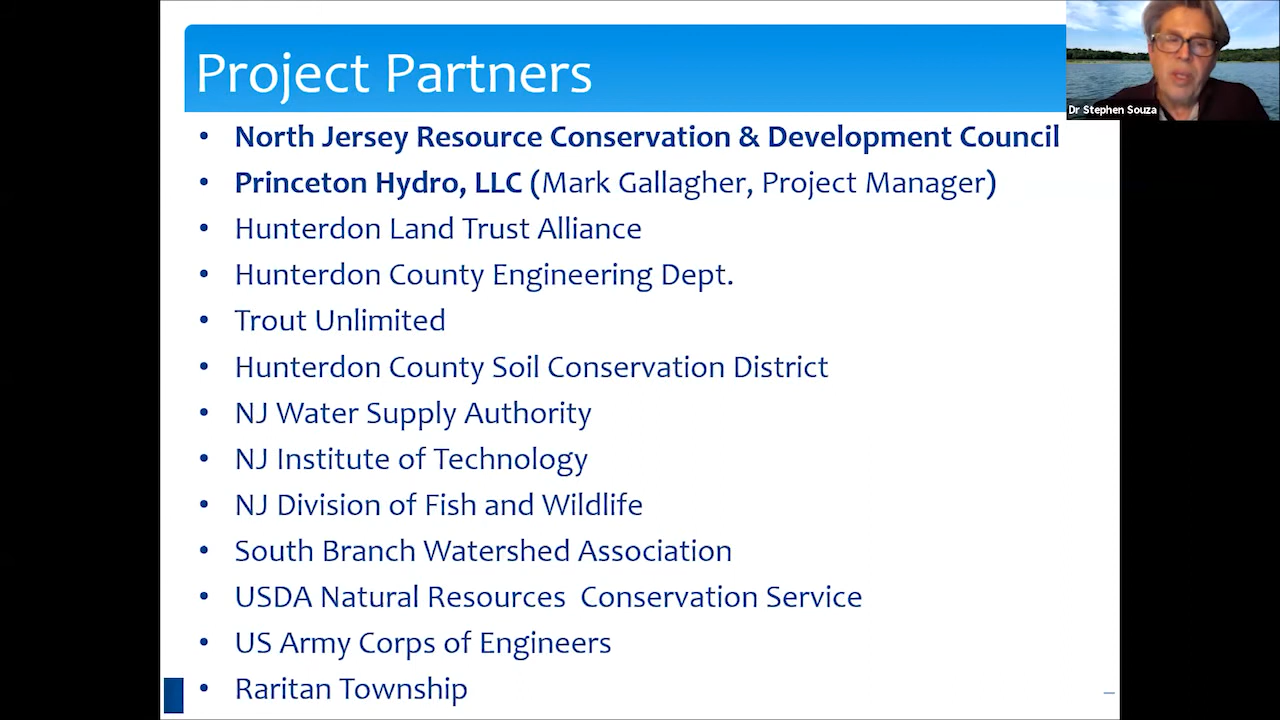 Project Partners
Dr Stephen Souza
• North Jersey Resource Conservation & Development Council
• Princeton Hydro, LLC (Mark Gallagher, Project Manager)
• Hunterdon Land Trust Alliance
• Hunterdon County Engineering Dept.
• Trout Unlimited
• Hunterdon County Soil Conservation District
• NJ Water Supply Authority
• NJ Institute of Technology
• NJ Division of Fish and Wildlife
• South Branch Watershed Association
• USDA Natural Resources  Conservation Service
• US Army Corps of Engineers
• Raritan Township